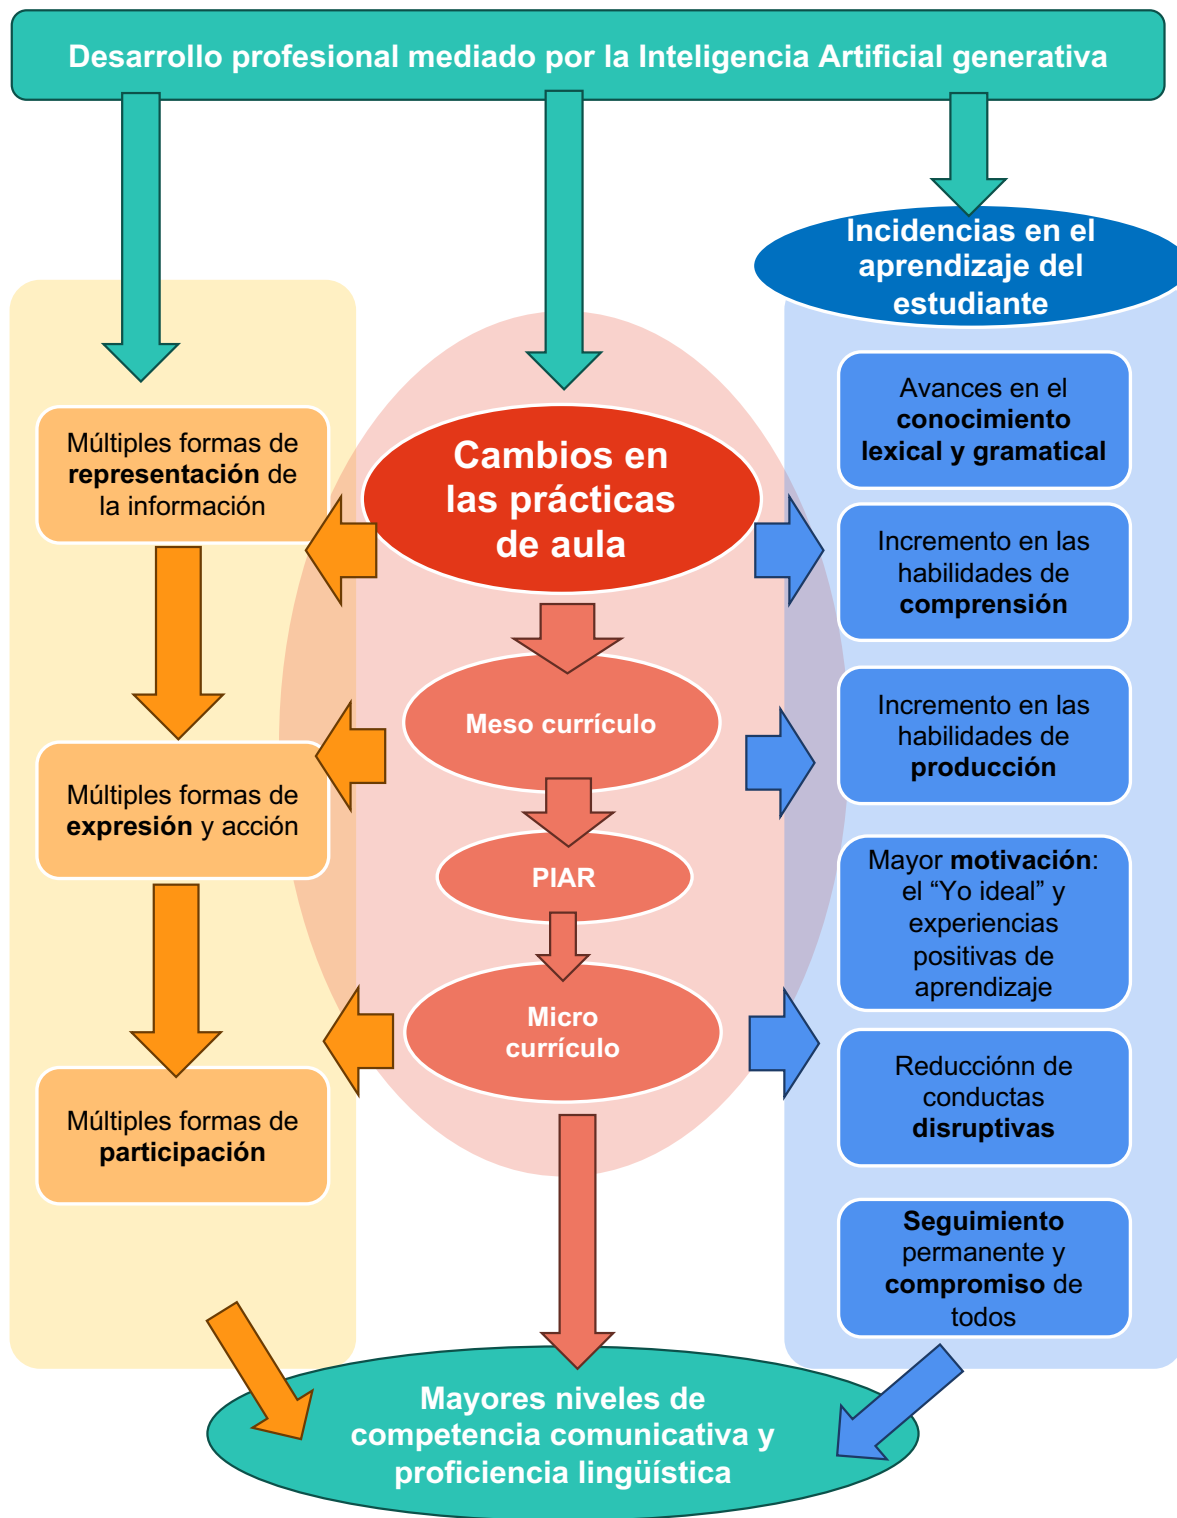 Desarrollo profesional mediado por la Inteligencia Artificial generativa
Múltiples formas de
representación de
la información
Múltiples formas de
expresión y acción
Múltiples formas de
participación
Cambios en
las prácticas
de aula
Meso currículo
PIAR
Micro
currículo
Incidencias en el
aprendizaje del
estudiante
Avances en el
conocimiento
lexical y gramatical
Incremento en las
habilidades de
comprensión
Incremento en las
habilidades de
producción
Mayor motivación:
el “Yo ideal” y
experiencias
positivas de
aprendizaje
Reducciónn de
conductas
disruptivas
Seguimiento
permanente y
compromiso de
todos
Mayores niveles de
competencia comunicativa y
proficiencia lingüística